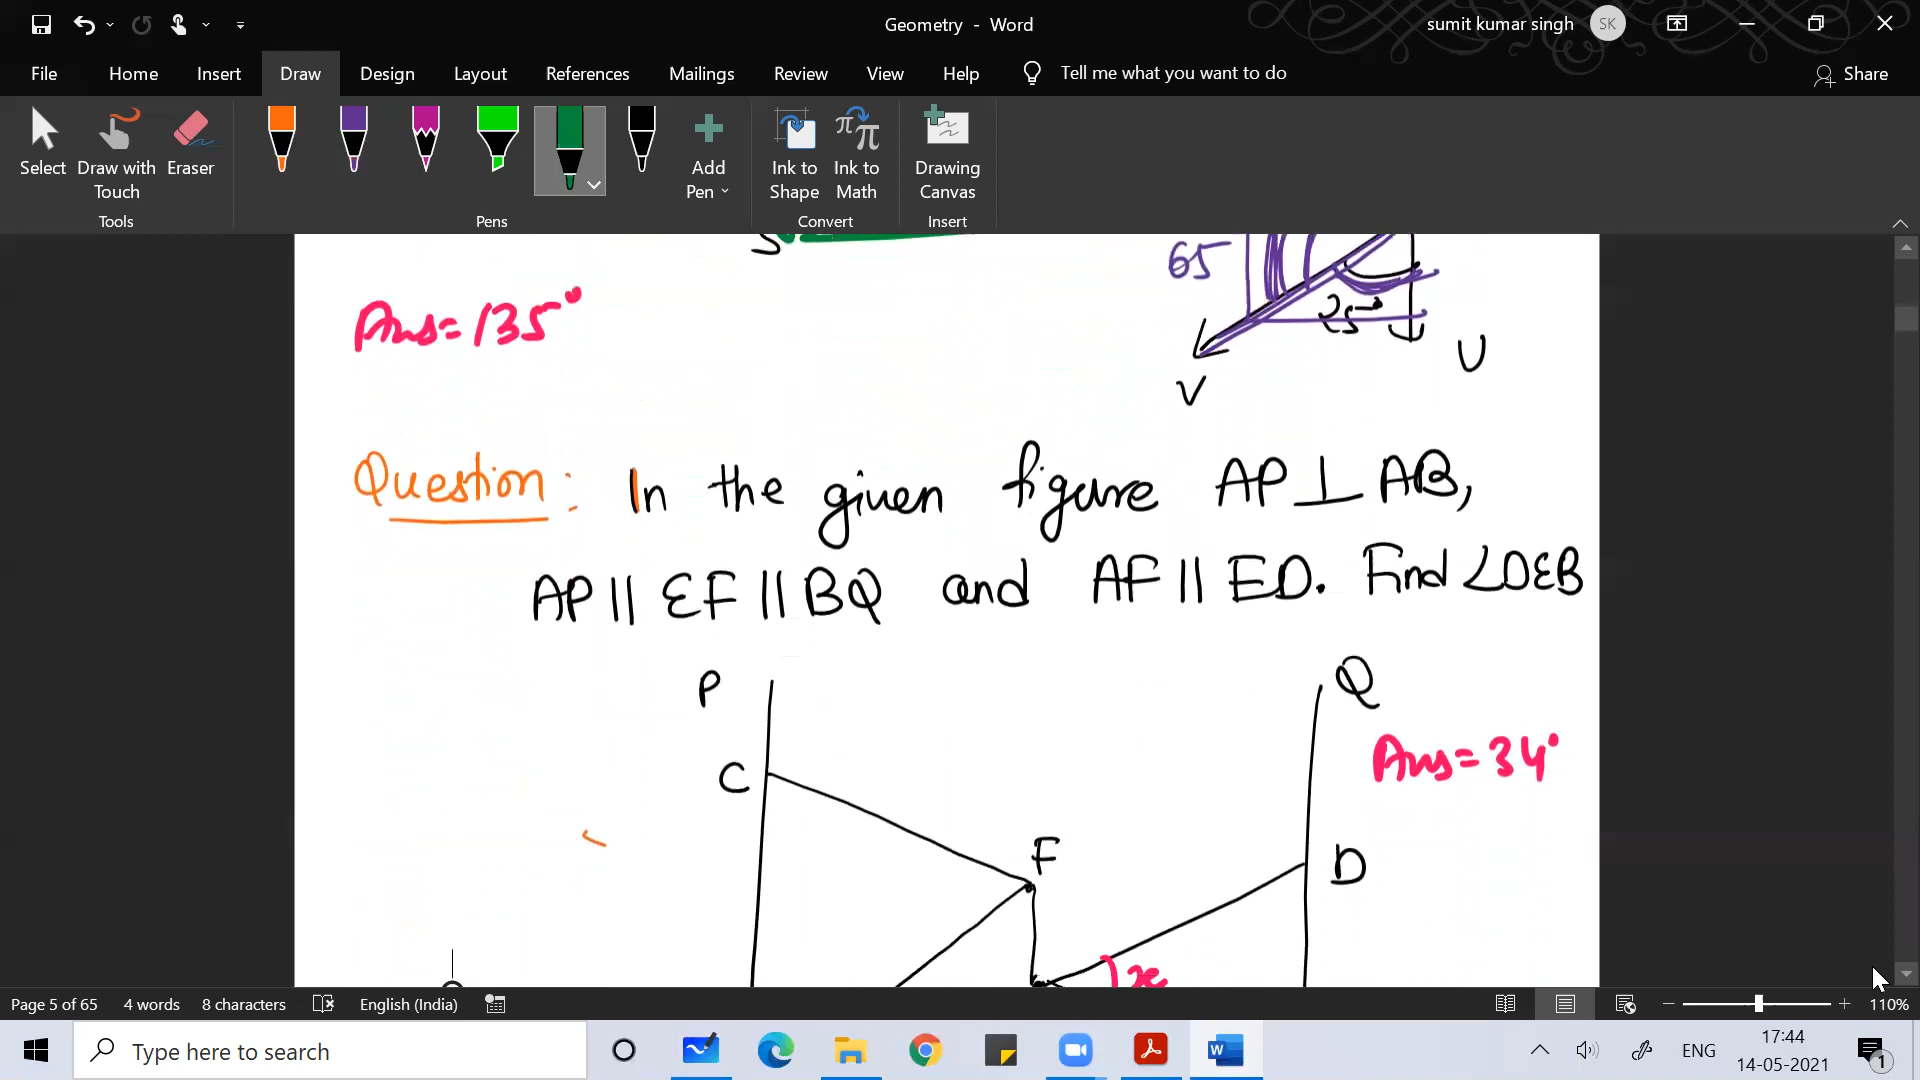 Geometry - Word
sumit kumar singh
SK
File
Home
Insert
Draw
Design
Layout
References
Mailings
Review
View
Help
Tell me what you want to do
Share
Select
Draw with Touch
Eraser
Add Pen
Ink to Shape
Ink to Math
Drawing Canvas
Tools
Pens
Convert
Insert
65
Ans = 135°
25°
U
V
Question: In the given figure AP ⊥ AB,
AP || EF || BQ and AF || ED. Find ∠DEB
P
Q
Ans = 34°
C
F
D
x
Page 5 of 65
4 words
8 characters
English (India)
110%
Type here to search
ENG
17:44
14-05-2021
1